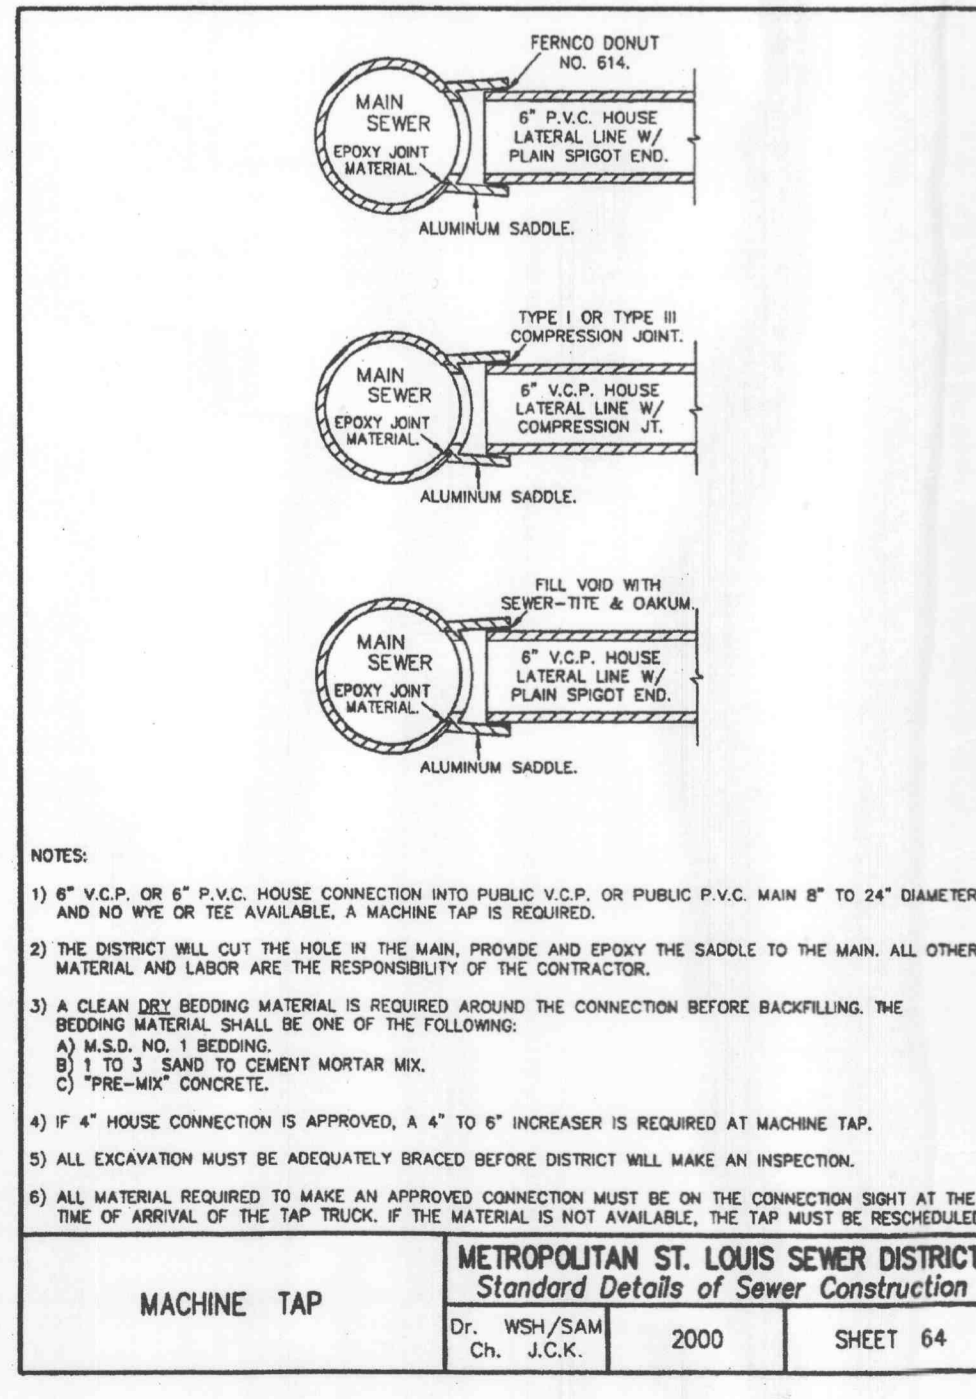 FERNCO DONUT
NO. 614.
MAIN
SEWER
EPOXY JOINT
MATERIAL.
6" P.V.C. HOUSE
LATERAL LINE W/
PLAIN SPIGOT END.
ALUMINUM SADDLE.
TYPE I OR TYPE III
COMPRESSION JOINT.
MAIN
SEWER
EPOXY JOINT
MATERIAL.
6" V.C.P. HOUSE
LATERAL LINE W/
COMPRESSION JT.
ALUMINUM SADDLE.
FILL VOID WITH
SEWER-TITE & OAKUM.
MAIN
SEWER
EPOXY JOINT
MATERIAL.
6" V.C.P. HOUSE
LATERAL LINE W/
PLAIN SPIGOT END.
ALUMINUM SADDLE.
NOTES:
1) 6" V.C.P. OR 6" P.V.C. HOUSE CONNECTION INTO PUBLIC V.C.P. OR PUBLIC P.V.C. MAIN 8" TO 24" DIAMETER
AND NO WYE OR TEE AVAILABLE, A MACHINE TAP IS REQUIRED.
2) THE DISTRICT WILL CUT THE HOLE IN THE MAIN, PROVIDE AND EPOXY THE SADDLE TO THE MAIN. ALL OTHER
MATERIAL AND LABOR ARE THE RESPONSIBILITY OF THE CONTRACTOR.
3) A CLEAN DRY BEDDING MATERIAL IS REQUIRED AROUND THE CONNECTION BEFORE BACKFILLING. THE
BEDDING MATERIAL SHALL BE ONE OF THE FOLLOWING:
A) M.S.D. NO. 1 BEDDING.
B) 1 TO 3 SAND TO CEMENT MORTAR MIX.
C) "PRE-MIX" CONCRETE.
4) IF 4" HOUSE CONNECTION IS APPROVED, A 4" TO 6" INCREASER IS REQUIRED AT MACHINE TAP.
5) ALL EXCAVATION MUST BE ADEQUATELY BRACED BEFORE DISTRICT WILL MAKE AN INSPECTION.
6) ALL MATERIAL REQUIRED TO MAKE AN APPROVED CONNECTION MUST BE ON THE CONNECTION SIGHT AT THE
TIME OF ARRIVAL OF THE TAP TRUCK. IF THE MATERIAL IS NOT AVAILABLE, THE TAP MUST BE RESCHEDULED
MACHINE TAP
METROPOLITAN ST. LOUIS SEWER DISTRICT
Standard Details of Sewer Construction
Dr. WSH/SAM
Ch. J.C.K.
2000
SHEET 64